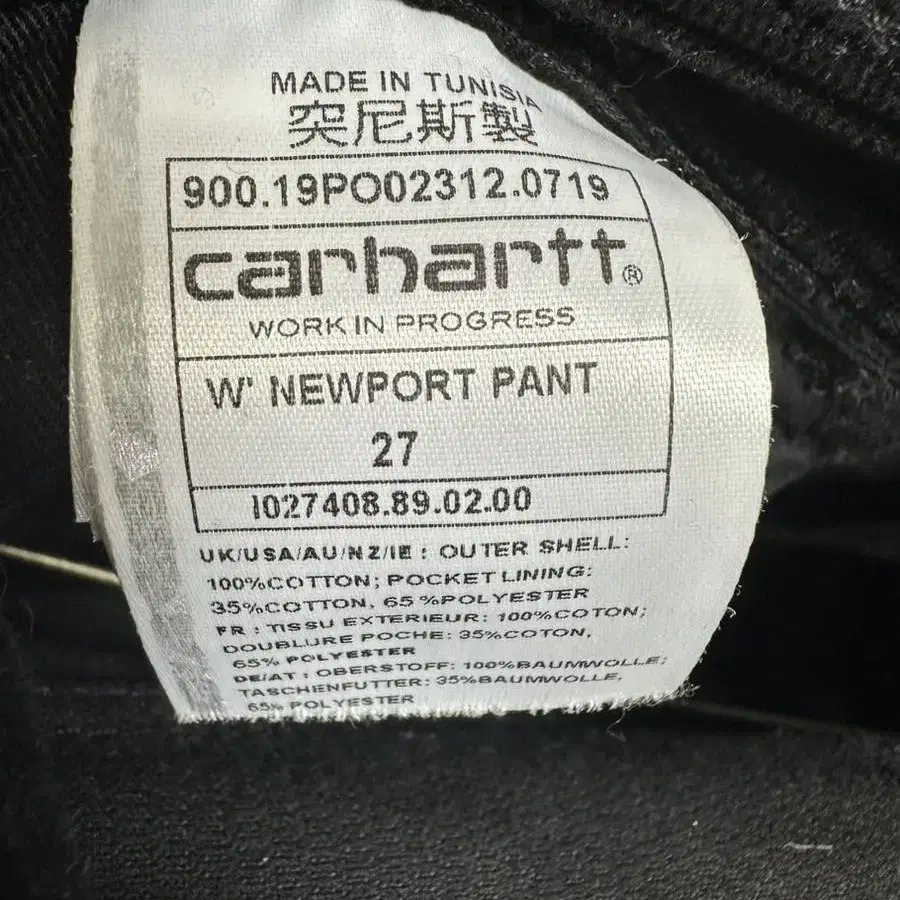 MADE IN TUNISIA
突尼斯製
900.19PO02312.0719
carhartt®
WORK IN PROGRESS
W' NEWPORT PANT
27
I027408.89.02.00
UK/USA/AU/NZ/IE : OUTER SHELL:
100%COTTON; POCKET LINING:
35%COTTON, 65%POLYESTER
FR : TISSU EXTERIEUR: 100%COTON;
DOUBLURE POCHE: 35%COTON,
65% POLYESTER
DE/AT : OBERSTOFF: 100%BAUMWOLLE;
TASCHENFUTTER: 35%BAUMWOLLE,
65% POLYESTER